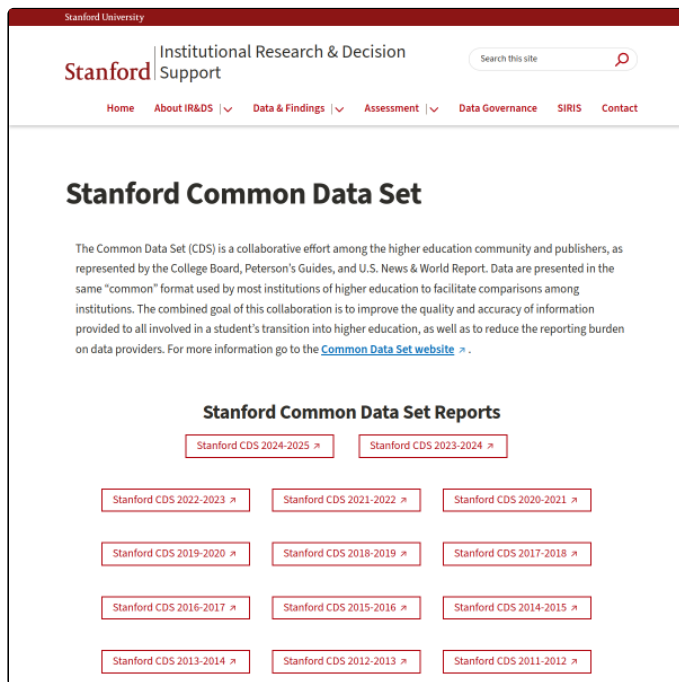 Stanford University
Stanford
Institutional Research & Decision
Support
Search this site
Home About IR&DS Data & Findings Assessment Data Governance SIRIS Contact
Stanford Common Data Set
The Common Data Set (CDS) is a collaborative effort among the higher education community and publishers, as
represented by the College Board, Peterson's Guides, and U.S. News & World Report. Data are presented in the
same “common” format used by most institutions of higher education to facilitate comparisons among
institutions. The combined goal of this collaboration is to improve the quality and accuracy of information
provided to all involved in a student's transition into higher education, as well as to reduce the reporting burden
on data providers. For more information go to the Common Data Set website .
Stanford Common Data Set Reports
Stanford CDS 2024-2025 Stanford CDS 2023-2024
Stanford CDS 2022-2023 Stanford CDS 2021-2022 Stanford CDS 2020-2021
Stanford CDS 2019-2020 Stanford CDS 2018-2019 Stanford CDS 2017-2018
Stanford CDS 2016-2017 Stanford CDS 2015-2016 Stanford CDS 2014-2015
Stanford CDS 2013-2014 Stanford CDS 2012-2013 Stanford CDS 2011-2012